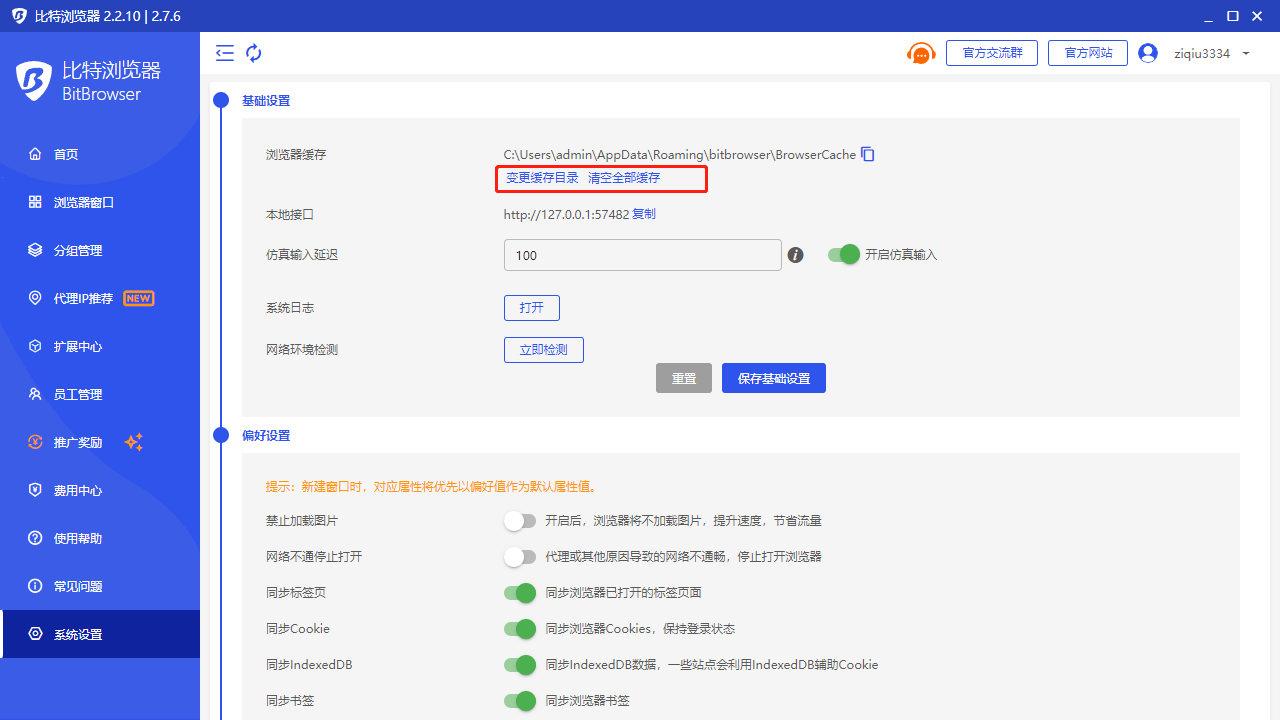 比特浏览器 2.2.10 | 2.7.6
比特浏览器
BitBrowser
官方交流群
官方网站
ziqiu3334
首页
浏览器窗口
分组管理
代理IP推荐 NEW
扩展中心
员工管理
推广奖励
费用中心
使用帮助
常见问题
系统设置
基础设置
浏览器缓存
C:\Users\admin\AppData\Roaming\bitbrowser\BrowserCache
变更缓存目录 清空全部缓存
本地接口
http://127.0.0.1:57482 复制
仿真输入延迟
100
开启仿真输入
系统日志
打开
网络环境检测
立即检测
重置
保存基础设置
偏好设置
提示：新建窗口时，对应属性将优先以偏好值作为默认属性值。
禁止加载图片
开启后，浏览器将不加载图片，提升速度，节省流量
网络不通停止打开
代理或其他原因导致的网络不通畅，停止打开浏览器
同步标签页
同步浏览器已打开的标签页面
同步Cookie
同步浏览器Cookies，保持登录状态
同步IndexedDB
同步IndexedDB数据，一些站点会利用IndexedDB辅助Cookie
同步书签
同步浏览器书签